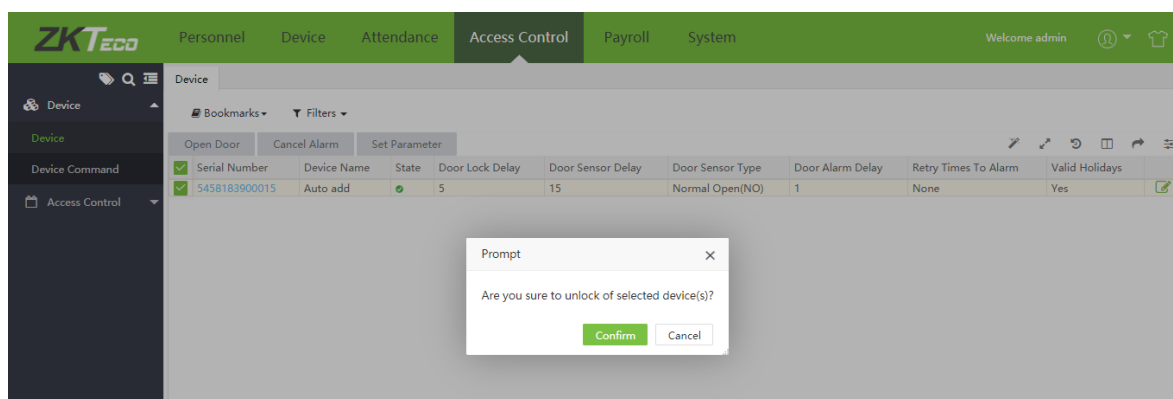 ZKTeco Personnel Device Attendance Access Control Payroll System Welcome admin
Device
Device
Bookmarks Filters
Device
Open Door Cancel Alarm Set Parameter
Device Command
Serial Number Device Name State Door Lock Delay Door Sensor Delay Door Sensor Type Door Alarm Delay Retry Times To Alarm Valid Holidays
5458183900015 Auto add 5 15 Normal Open(NO) 1 None Yes
Access Control
Prompt
Are you sure to unlock of selected device(s)?
Confirm Cancel